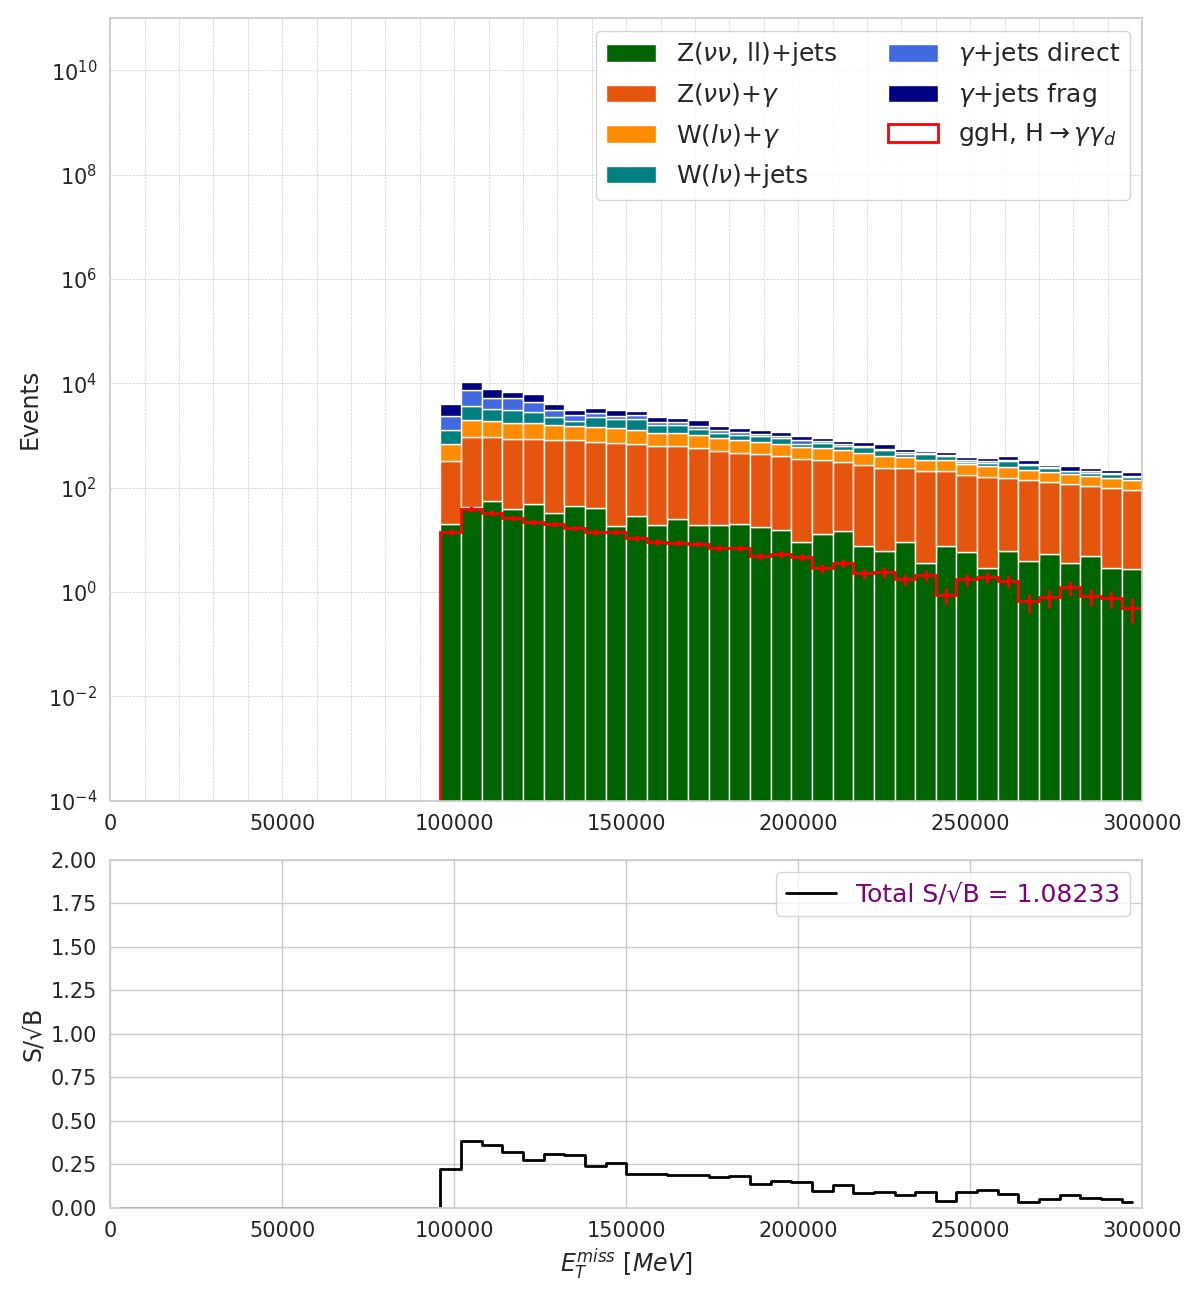 10^10
10^8
10^6
10^4
10^2
10^0
10^−2
10^−4
Events
Z(νν, ll)+jets
Z(νν)+γ
W(lν)+γ
W(lν)+jets
γ+jets direct
γ+jets frag
ggH, H→γγ_d
0 50000 100000 150000 200000 250000 300000
2.00
1.75
1.50
1.25
1.00
0.75
0.50
0.25
0.00
S/√B
Total S/√B = 1.08233
0 50000 100000 150000 200000 250000 300000
E_T^miss [MeV]